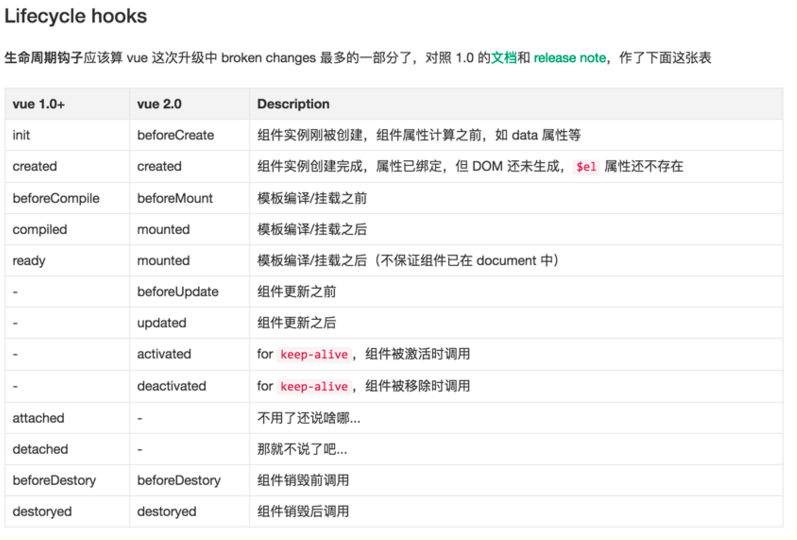 Lifecycle hooks
生命周期钩子应该算 vue 这次升级中 broken changes 最多的一部分了，对照 1.0 的文档和 release note，作了下面这张表
vue 1.0+ vue 2.0 Description
init beforeCreate 组件实例刚被创建，组件属性计算之前，如 data 属性等
created created 组件实例创建完成，属性已绑定，但 DOM 还未生成， $el 属性还不存在
beforeCompile beforeMount 模板编译/挂载之前
compiled mounted 模板编译/挂载之后
ready mounted 模板编译/挂载之后（不保证组件已在 document 中）
- beforeUpdate 组件更新之前
- updated 组件更新之后
- activated for keep-alive，组件被激活时调用
- deactivated for keep-alive，组件被移除时调用
attached - 不用了还说啥哪...
detached - 那就不说了吧...
beforeDestory beforeDestory 组件销毁前调用
destoryed destoryed 组件销毁后调用